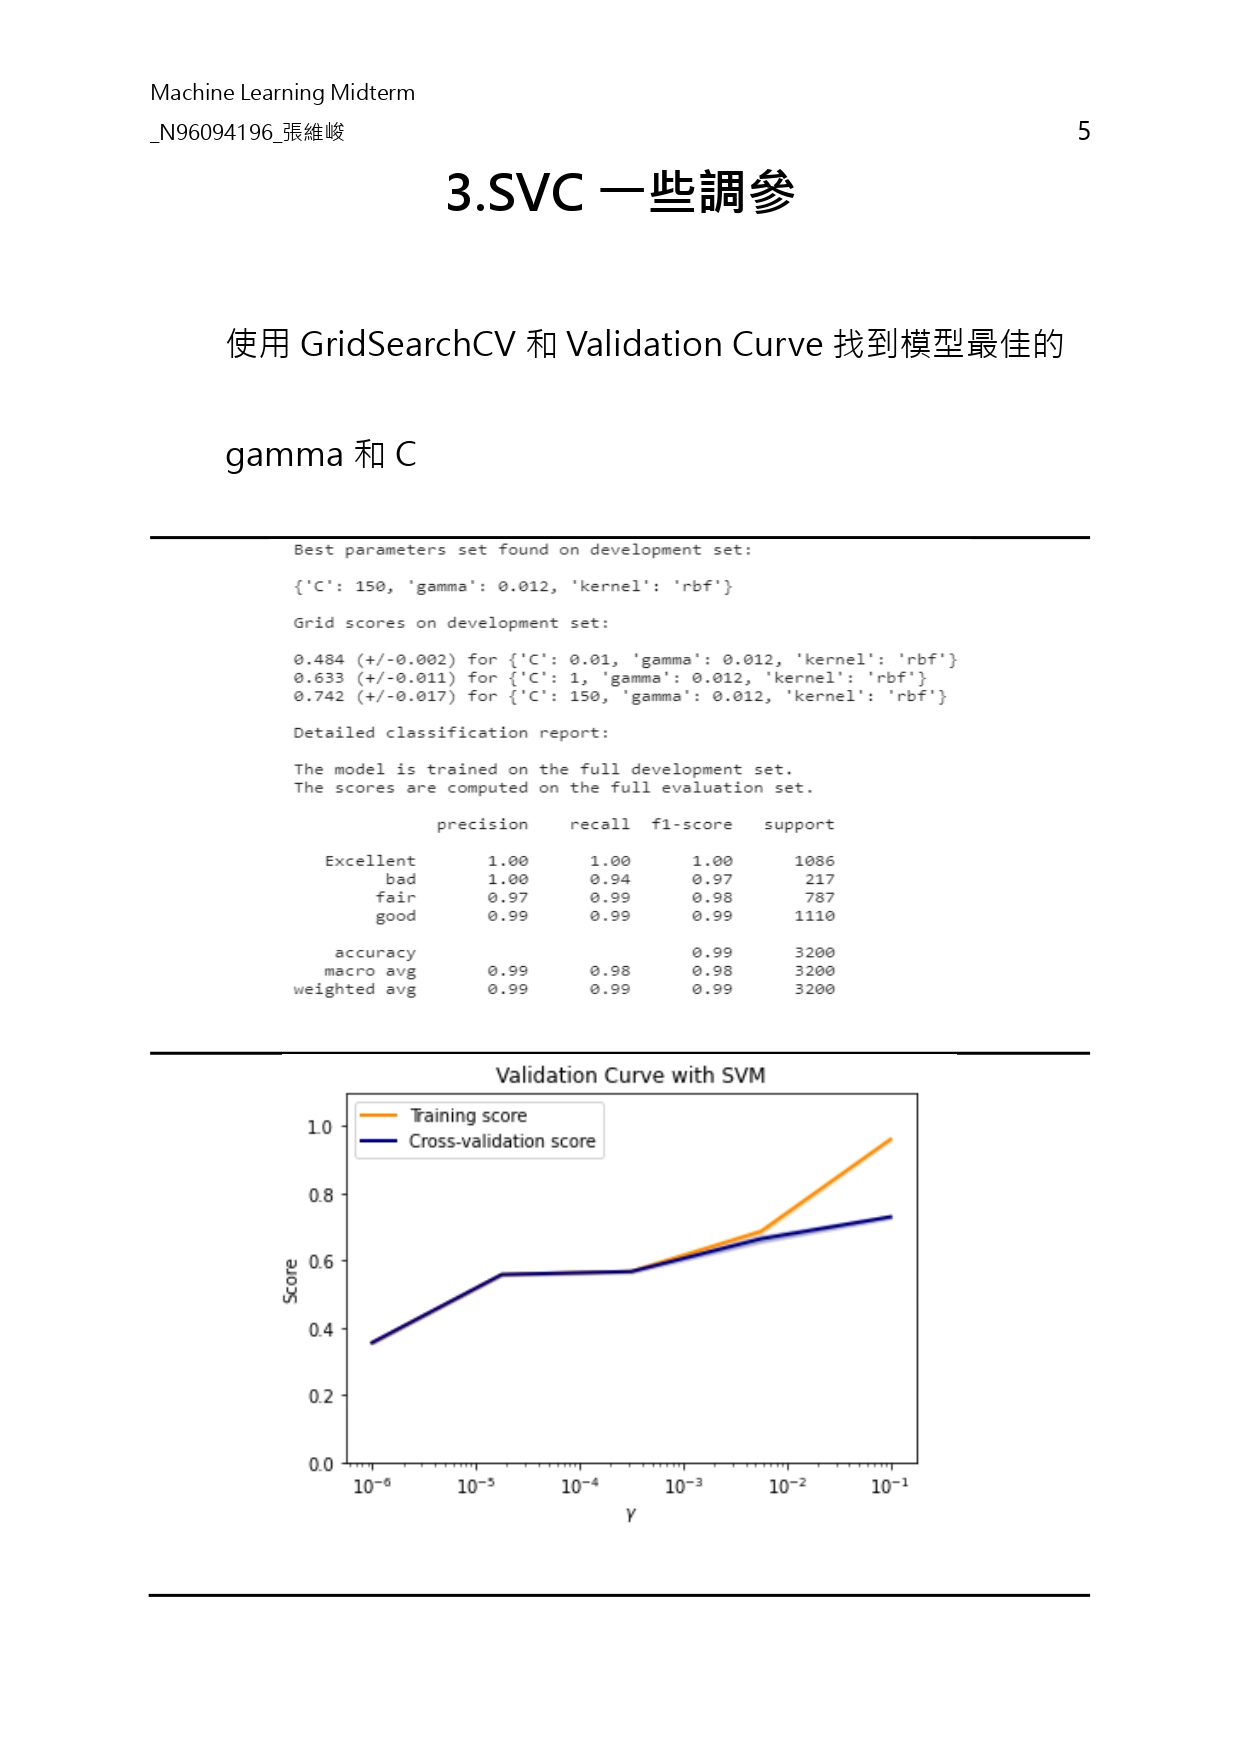 Machine Learning Midterm
_N96094196_張維峻
5
3.SVC 一些調參
使用 GridSearchCV 和 Validation Curve 找到模型最佳的
gamma 和 C
Best parameters set found on development set:
{'C': 150, 'gamma': 0.012, 'kernel': 'rbf'}
Grid scores on development set:
0.484 (+/-0.002) for {'C': 0.01, 'gamma': 0.012, 'kernel': 'rbf'}
0.633 (+/-0.011) for {'C': 1, 'gamma': 0.012, 'kernel': 'rbf'}
0.742 (+/-0.017) for {'C': 150, 'gamma': 0.012, 'kernel': 'rbf'}
Detailed classification report:
The model is trained on the full development set.
The scores are computed on the full evaluation set.
precision recall f1-score support
Excellent 1.00 1.00 1.00 1086
bad 1.00 0.94 0.97 217
fair 0.97 0.99 0.98 787
good 0.99 0.99 0.99 1110
accuracy 0.99 3200
macro avg 0.99 0.98 0.98 3200
weighted avg 0.99 0.99 0.99 3200
Validation Curve with SVM
Training score
Cross-validation score
1.0
0.8
0.6
0.4
0.2
0.0
Score
10⁻⁶ 10⁻⁵ 10⁻⁴ 10⁻³ 10⁻² 10⁻¹
γ